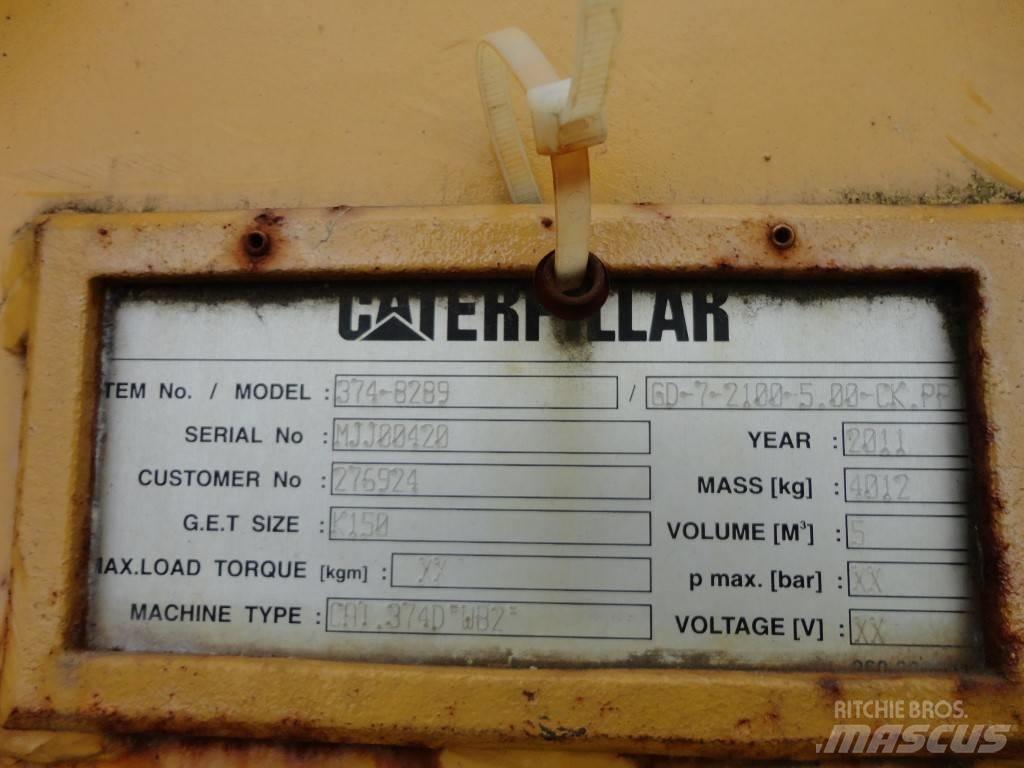 CATERPILLAR
TEM No. / MODEL : 374-8289 / GD-7-2100-5.00-CK.PP
SERIAL No : MJJ00420
YEAR : 2011
CUSTOMER No : 276924
MASS [kg] : 4012
G.E.T SIZE : K150
VOLUME [M³] : 5
MAX.LOAD TORQUE [kgm] : XX
p max. [bar] : XX
MACHINE TYPE : CAT.374D"WB2"
VOLTAGE [V] : XX
RITCHIE BROS.
MASCUS